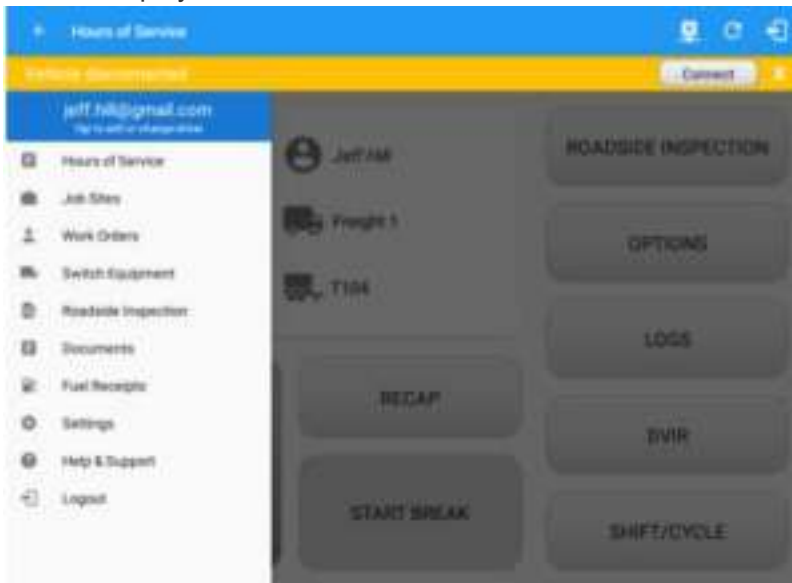 Hours of Service
Vehicle disconnected
Connect
jeff.hill@gmail.com
Hours of Service
Job Sites
Work Orders
Switch Equipment
Roadside Inspection
Documents
Fuel Receipts
Settings
Help & Support
Logout
Jeff Hill
Freight 1
T104
RECAP
START BREAK
ROADSIDE INSPECTION
OPTIONS
LOGS
DVIR
SHIFT/CYCLE